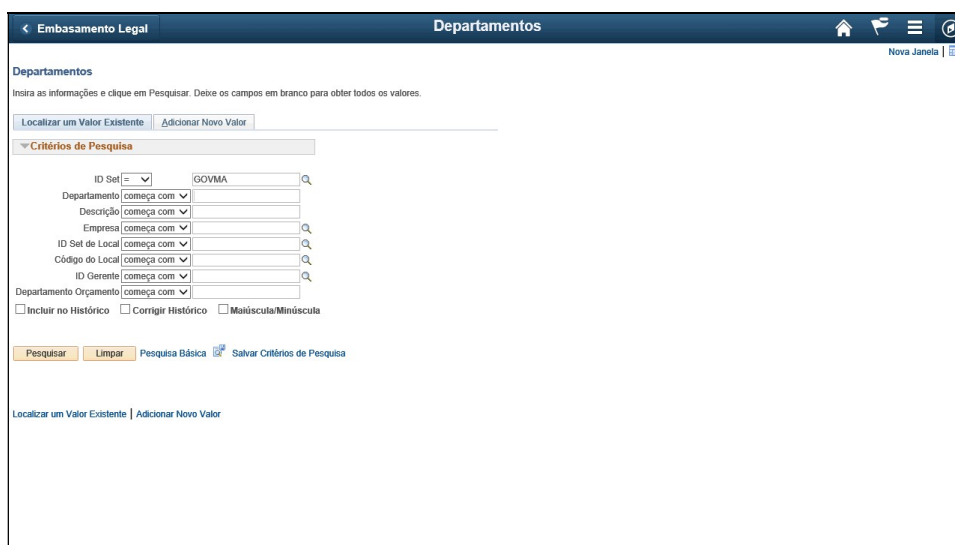 Embasamento Legal Departamentos
Nova Janela |
Departamentos
Insira as informações e clique em Pesquisar. Deixe os campos em branco para obter todos os valores.
Localizar um Valor Existente Adicionar Novo Valor
Critérios de Pesquisa
ID Set = GOVMA
Departamento começa com
Descrição começa com
Empresa começa com
ID Set de Local começa com
Código do Local começa com
ID Gerente começa com
Departamento Orçamento começa com
Incluir no Histórico Corrigir Histórico Maiúscula/Minúscula
Pesquisar Limpar Pesquisa Básica Salvar Critérios de Pesquisa
Localizar um Valor Existente | Adicionar Novo Valor